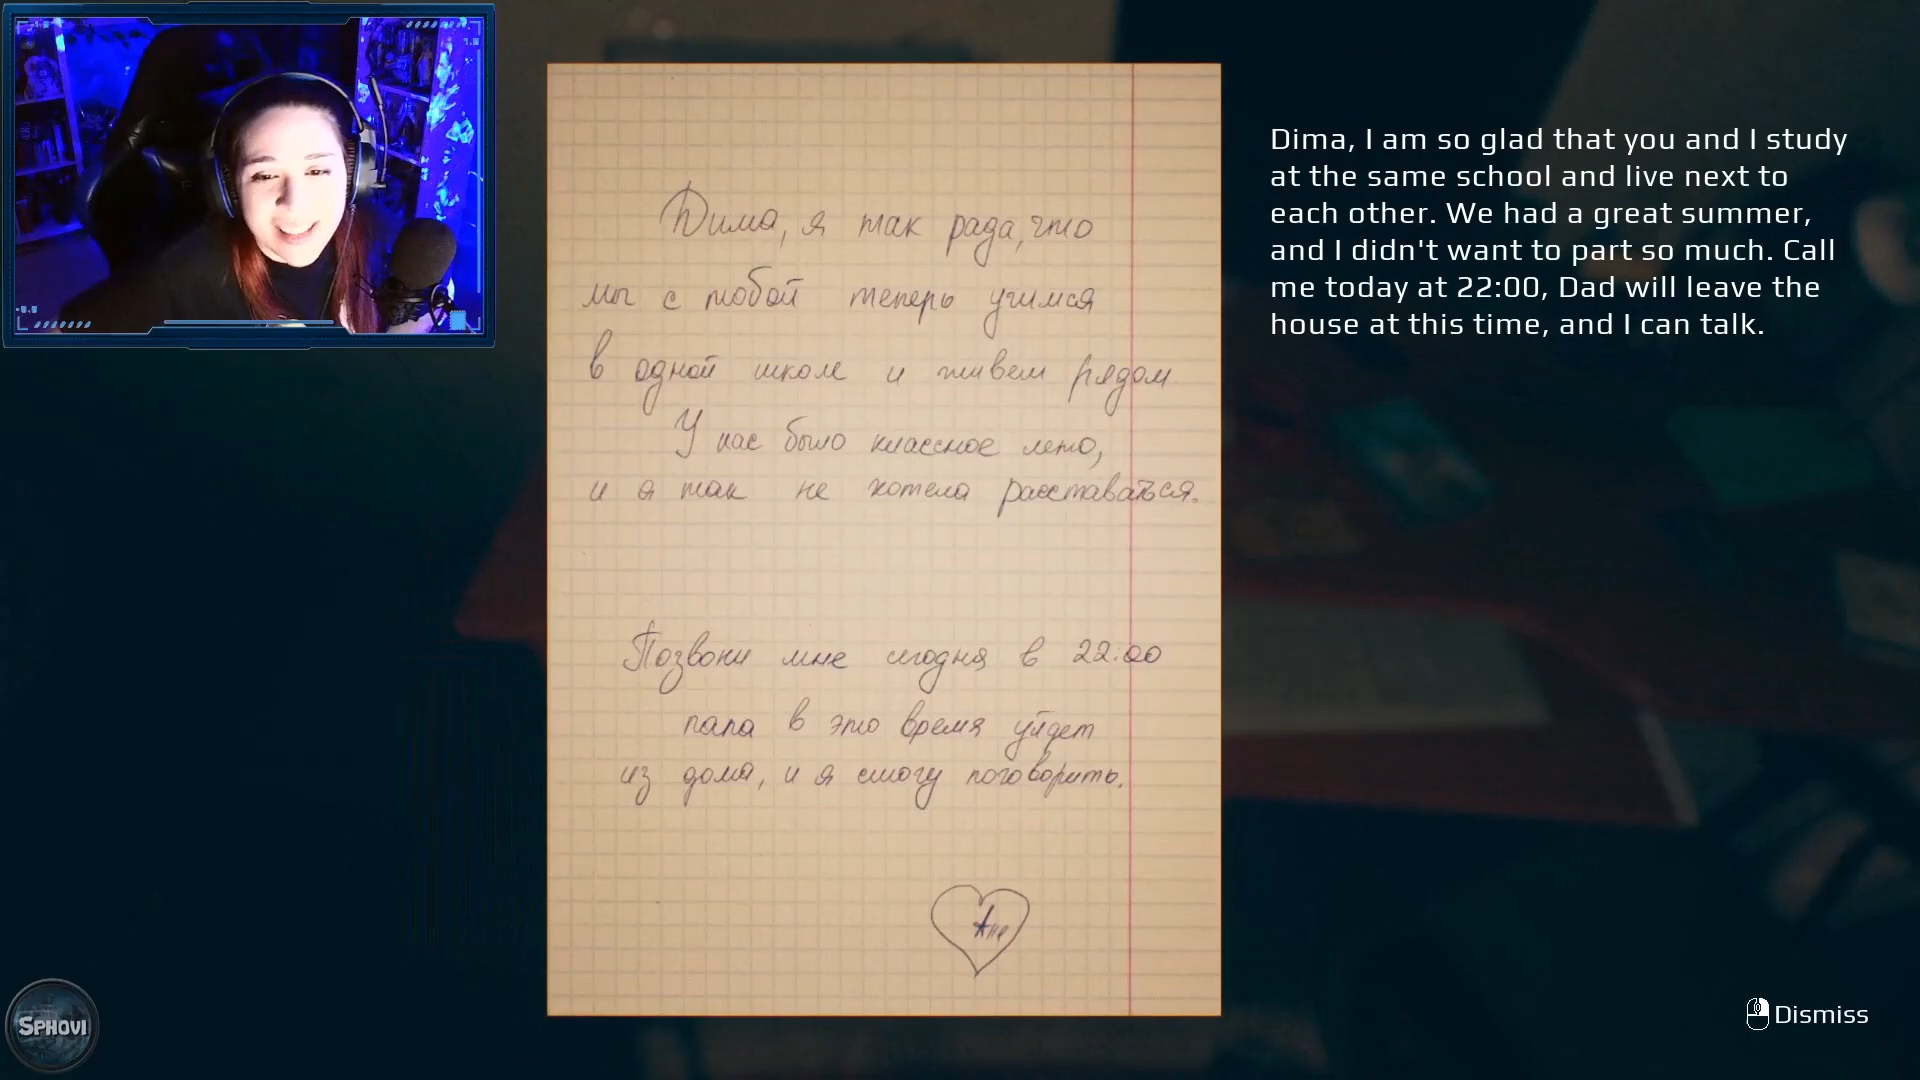 Дима, я так рада, что
мы с тобой теперь учимся
в одной школе и живем рядом
У нас было классное лето,
и я так не хотела расставаться.
Позвони мне сегодня в 22:00
папа в это время уйдет
из дома, и я смогу поговорить.
Dima, I am so glad that you and I study
at the same school and live next to
each other. We had a great summer,
and I didn't want to part so much. Call
me today at 22:00, Dad will leave the
house at this time, and I can talk.
Dismiss
SPHOVI